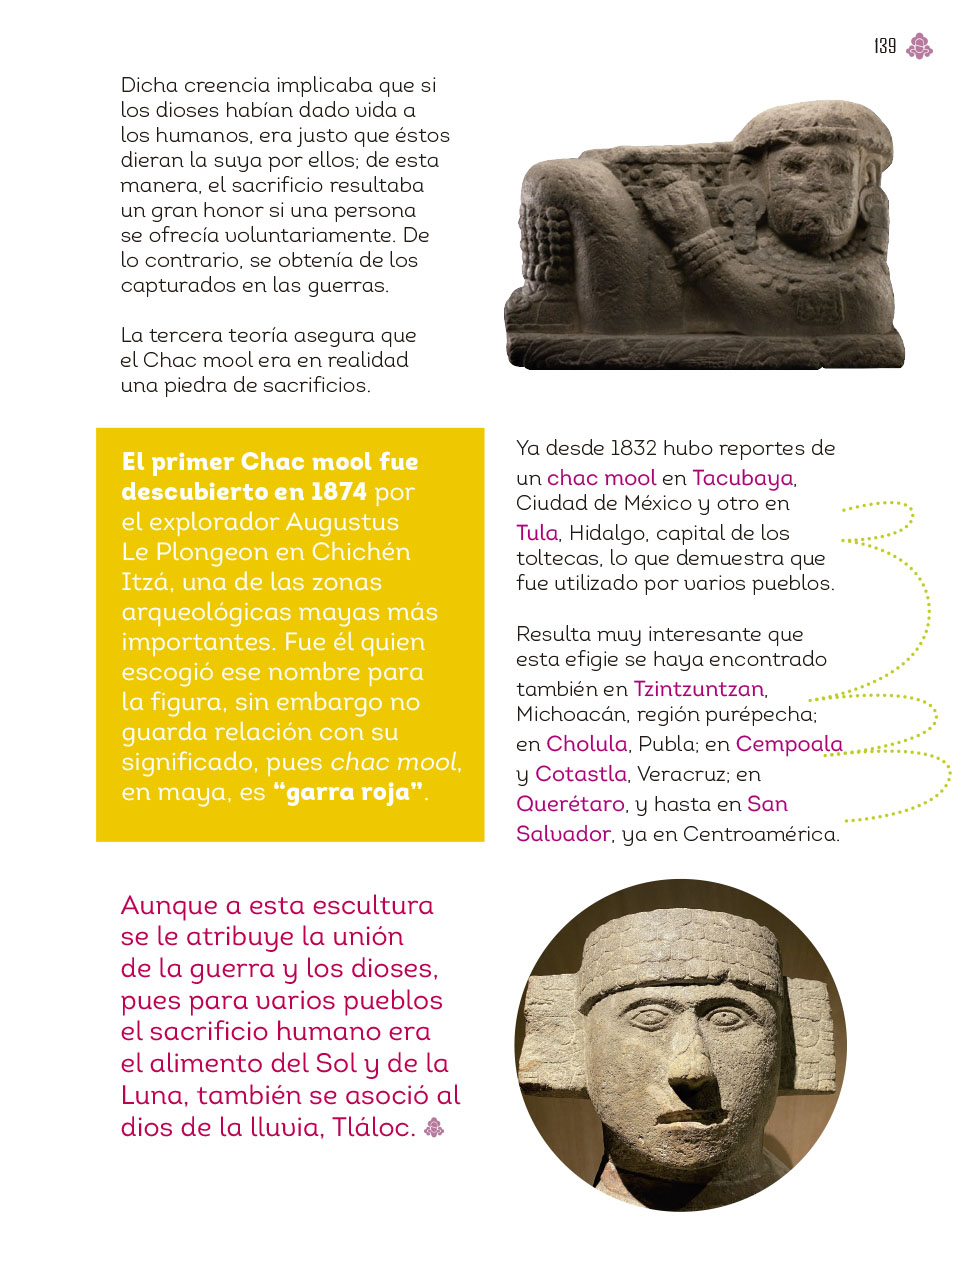 139
Dicha creencia implicaba que si
los dioses habían dado vida a
los humanos, era justo que éstos
dieran la suya por ellos; de esta
manera, el sacrificio resultaba
un gran honor si una persona
se ofrecía voluntariamente. De
lo contrario, se obtenía de los
capturados en las guerras.
La tercera teoría asegura que
el Chac mool era en realidad
una piedra de sacrificios.
El primer Chac mool fue
descubierto en 1874 por
el explorador Augustus
Le Plongeon en Chichén
Itzá, una de las zonas
arqueológicas mayas más
importantes. Fue él quien
escogió ese nombre para
la figura, sin embargo no
guarda relación con su
significado, pues chac mool,
en maya, es “garra roja”.
Ya desde 1832 hubo reportes de
un chac mool en Tacubaya,
Ciudad de México y otro en
Tula, Hidalgo, capital de los
toltecas, lo que demuestra que
fue utilizado por varios pueblos.
Resulta muy interesante que
esta efigie se haya encontrado
también en Tzintzuntzan,
Michoacán, región purépecha;
en Cholula, Publa; en Cempoala
y Cotastla, Veracruz; en
Querétaro, y hasta en San
Salvador, ya en Centroamérica.
Aunque a esta escultura
se le atribuye la unión
de la guerra y los dioses,
pues para varios pueblos
el sacrificio humano era
el alimento del Sol y de la
Luna, también se asoció al
dios de la lluvia, Tláloc.